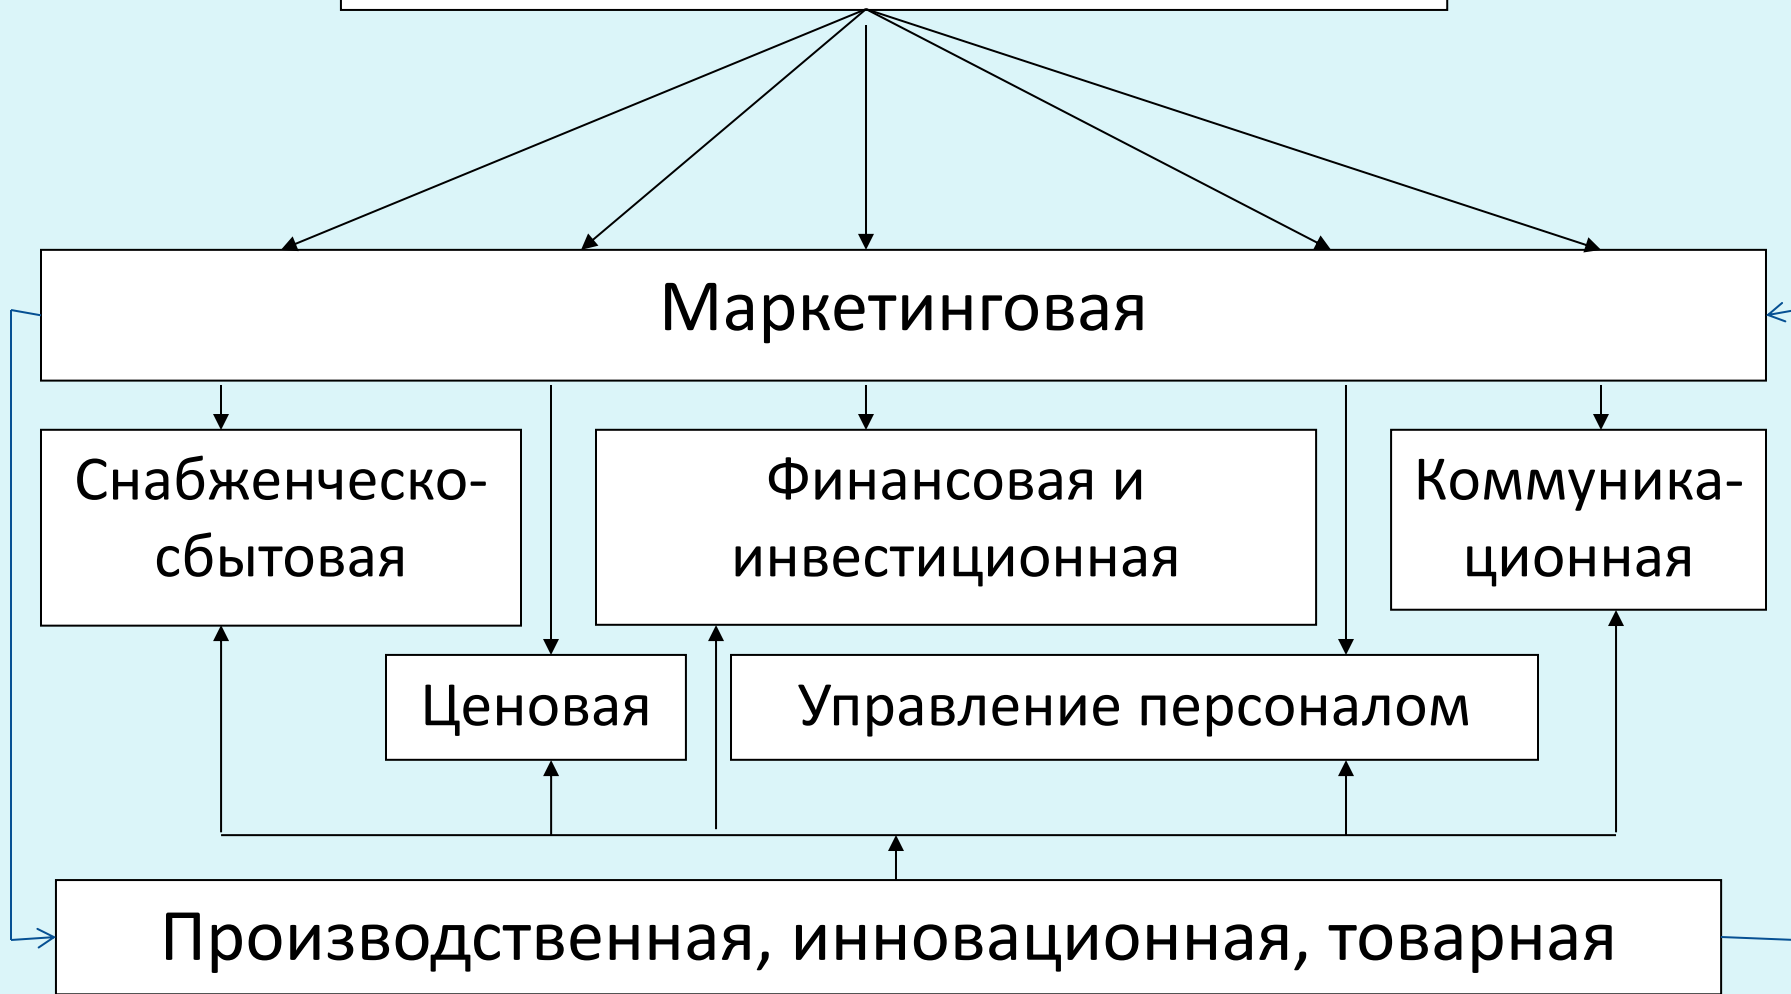 Маркетинговая
Снабженческо-
сбытовая
Финансовая и
инвестиционная
Коммуника-
ционная
Ценовая
Управление персоналом
Производственная, инновационная, товарная